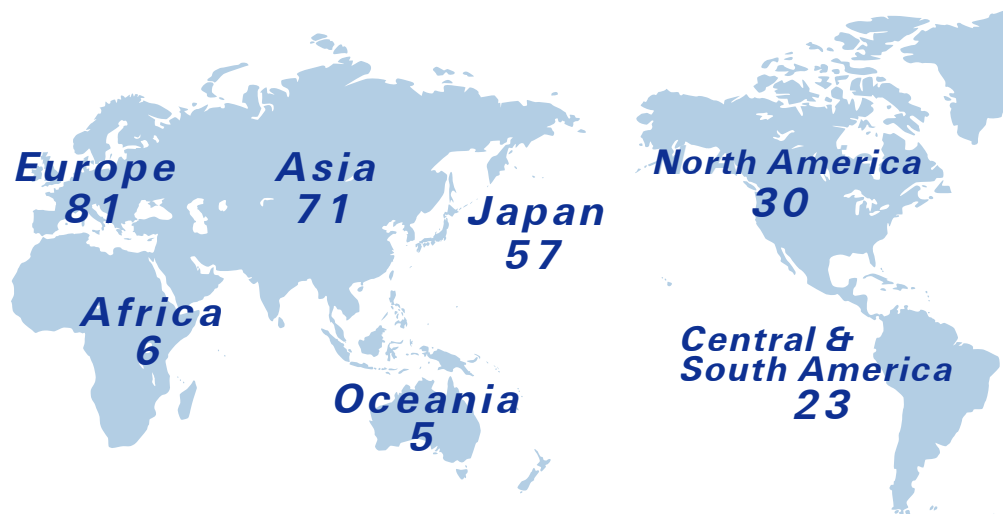 Europe
81
Asia
71
Japan
57
North America
30
Africa
6
Oceania
5
Central &
South America
23